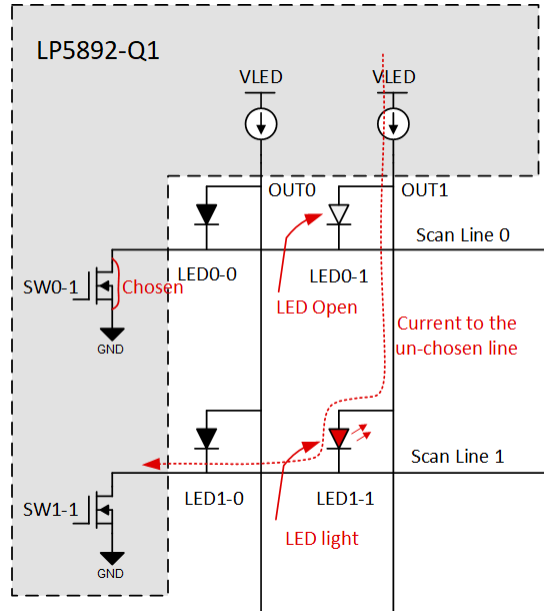 LP5892-Q1
VLED
VLED
OUT0
OUT1
Scan Line 0
LED0-0
LED0-1
SW0-1
Chosen
LED Open
GND
Current to the
un-chosen line
Scan Line 1
LED1-0
LED1-1
SW1-1
LED light
GND